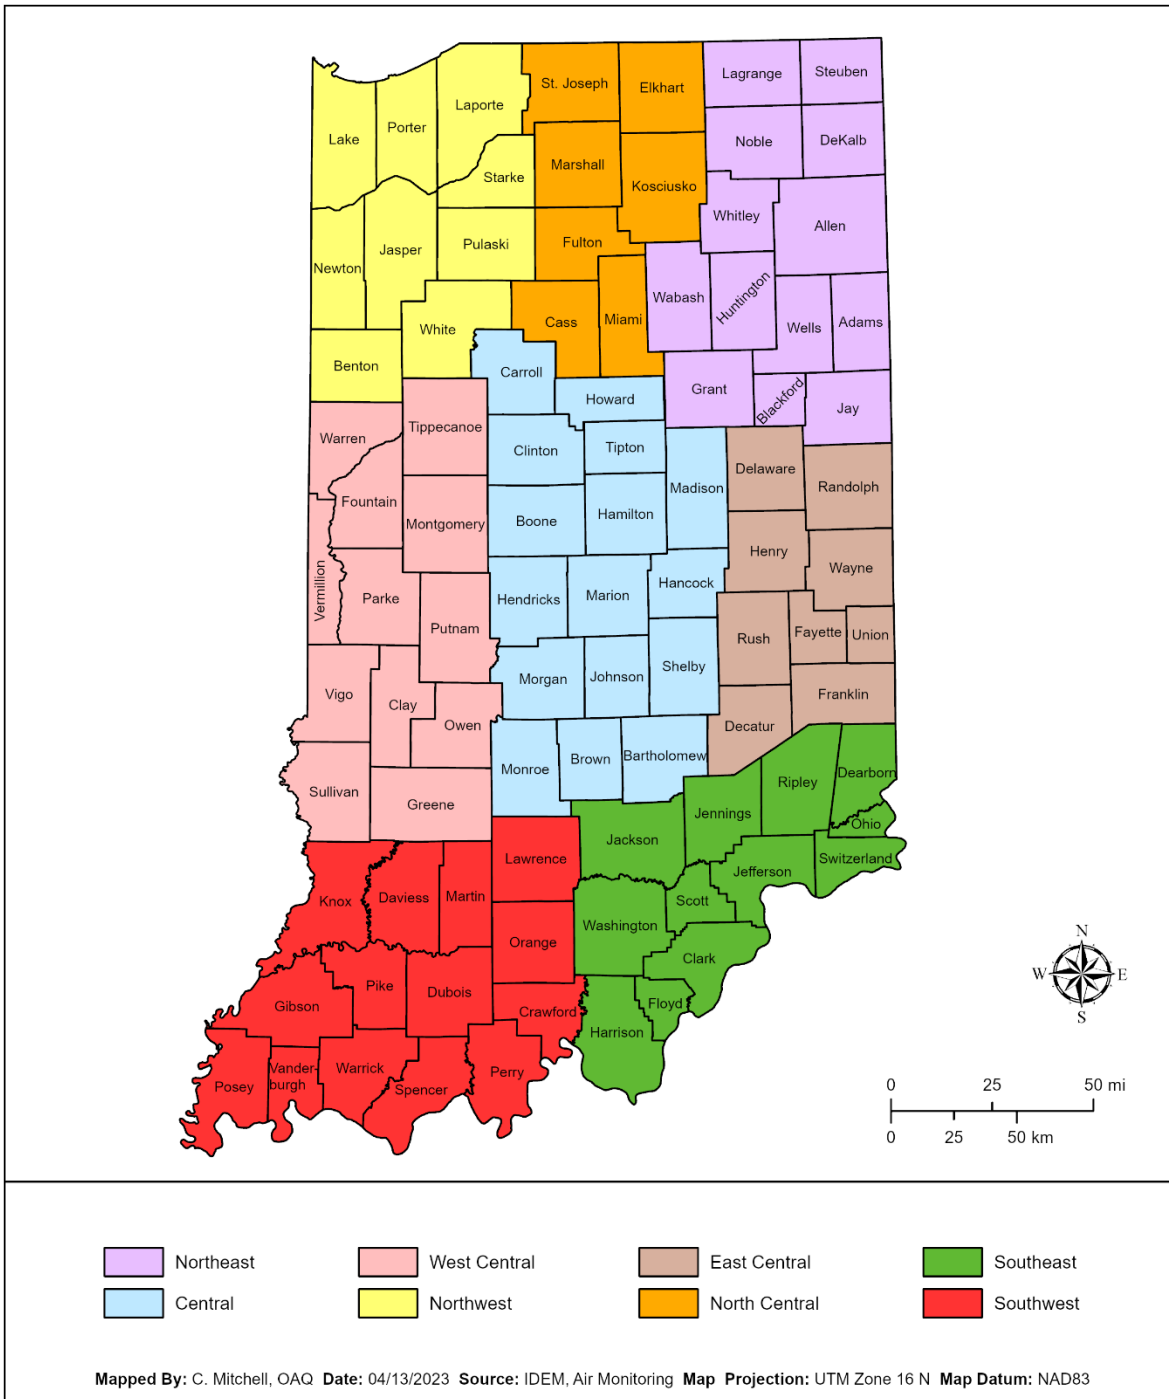 St. Joseph
Elkhart
Lagrange
Steuben
Laporte
Lake
Porter
Noble
DeKalb
Marshall
Starke
Kosciusko
Whitley
Allen
Newton
Jasper
Pulaski
Fulton
Wabash
Huntington
White
Cass
Miami
Wells
Adams
Benton
Carroll
Howard
Grant
Blackford
Jay
Warren
Tippecanoe
Clinton
Tipton
Madison
Delaware
Randolph
Fountain
Montgomery
Boone
Hamilton
Henry
Wayne
Vermillion
Parke
Putnam
Hendricks
Marion
Hancock
Rush
Fayette
Union
Vigo
Clay
Owen
Morgan
Johnson
Shelby
Decatur
Franklin
Sullivan
Greene
Monroe
Brown
Bartholomew
Jennings
Ripley
Dearborn
Ohio
Knox
Daviess
Martin
Lawrence
Jackson
Scott
Jefferson
Switzerland
Orange
Washington
Clark
Gibson
Pike
Dubois
Crawford
Harrison
Floyd
Posey
Vander-
burgh
Warrick
Spencer
Perry
N
W E
S
0 25 50 mi
0 25 50 km
Northeast West Central East Central Southeast
Central Northwest North Central Southwest
Mapped By: C. Mitchell, OAQ Date: 04/13/2023 Source: IDEM, Air Monitoring Map Projection: UTM Zone 16 N Map Datum: NAD83